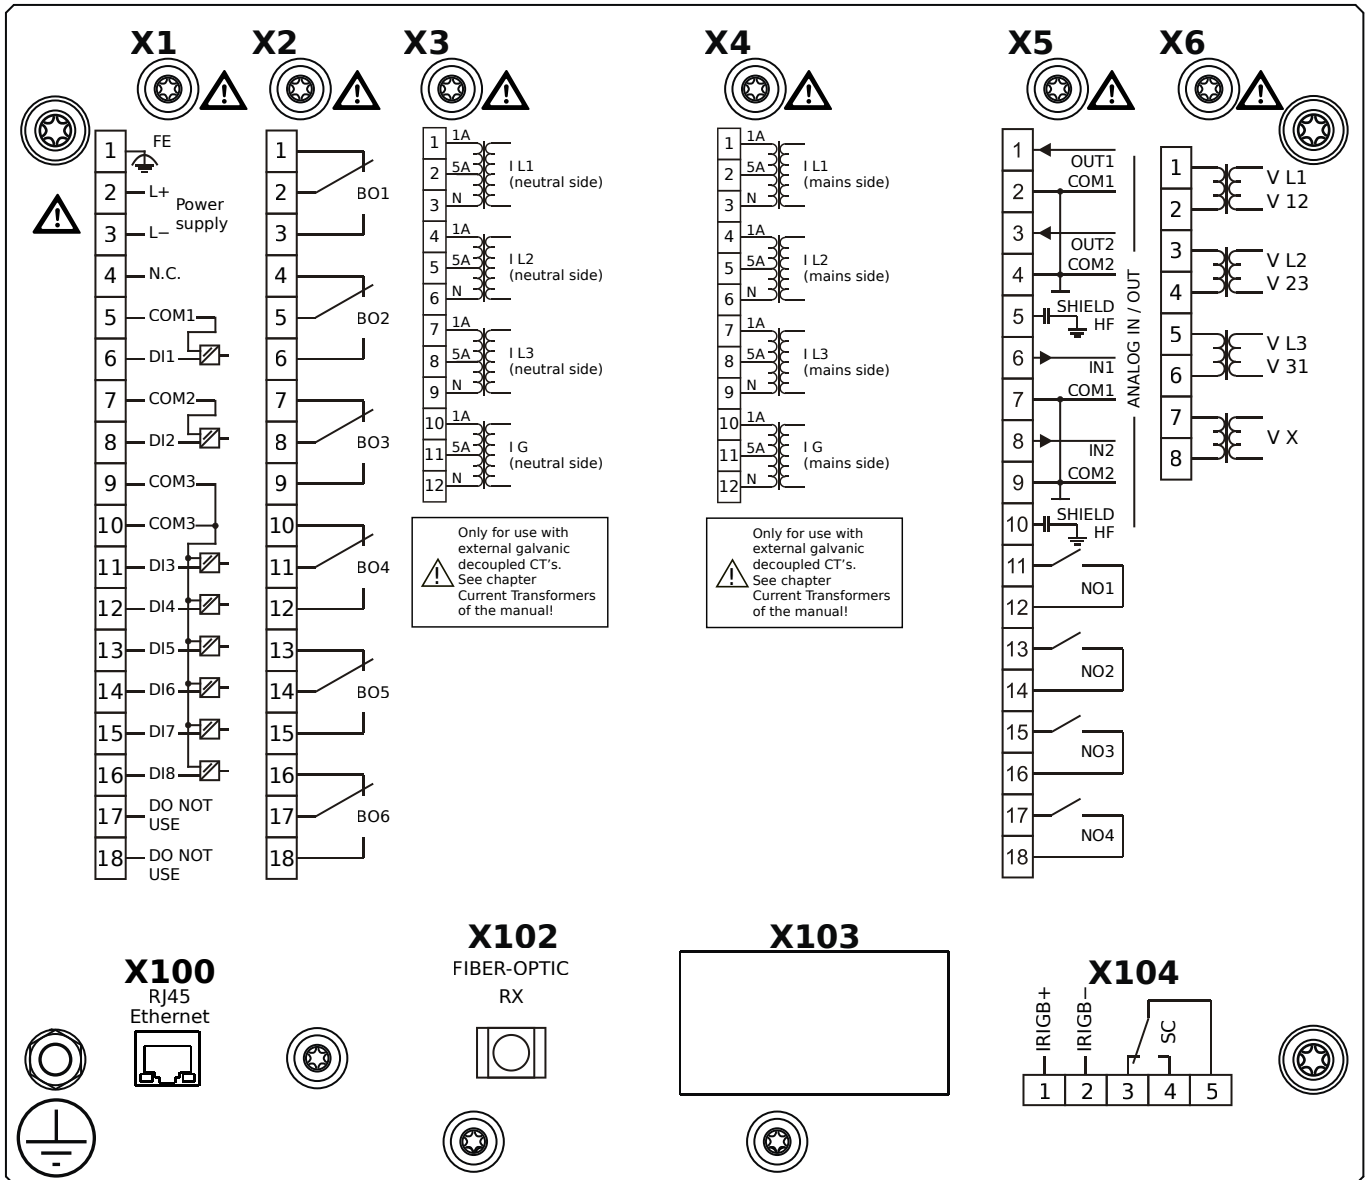 X1
1
FE
2
L+
Power
supply
3
L−
4
N.C.
5
COM1
6
DI1
7
COM2
8
DI2
9
COM3
10
COM3
11
DI3
12
DI4
13
DI5
14
DI6
15
DI7
16
DI8
17
DO NOT
USE
18
DO NOT
USE
X2
1
2
BO1
3
4
5
BO2
6
7
8
BO3
9
10
11
BO4
12
13
14
BO5
15
16
17
BO6
18
X3
1
1A
2
5A
I L1
(neutral side)
3
N
4
1A
5
5A
I L2
(neutral side)
6
N
7
1A
8
5A
I L3
(neutral side)
9
N
10
1A
11
5A
I G
(neutral side)
12
N
Only for use with
external galvanic
decoupled CT's.
See chapter
Current Transformers
of the manual!
X4
1
1A
2
5A
I L1
(mains side)
3
N
4
1A
5
5A
I L2
(mains side)
6
N
7
1A
8
5A
I L3
(mains side)
9
N
10
1A
11
5A
I G
(mains side)
12
N
Only for use with
external galvanic
decoupled CT's.
See chapter
Current Transformers
of the manual!
X5
1
OUT1
2
COM1
3
OUT2
4
COM2
5
SHIELD
HF
6
IN1
7
COM1
8
IN2
9
COM2
10
SHIELD
HF
ANALOG IN / OUT
11
NO1
12
13
NO2
14
15
NO3
16
17
NO4
18
X6
1
V L1
2
V 12
3
V L2
4
V 23
5
V L3
6
V 31
7
V X
8
X100
RJ45
Ethernet
X102
FIBER-OPTIC
RX
X103
X104
IRIGB+
IRIGB−
SC
1 2 3 4 5